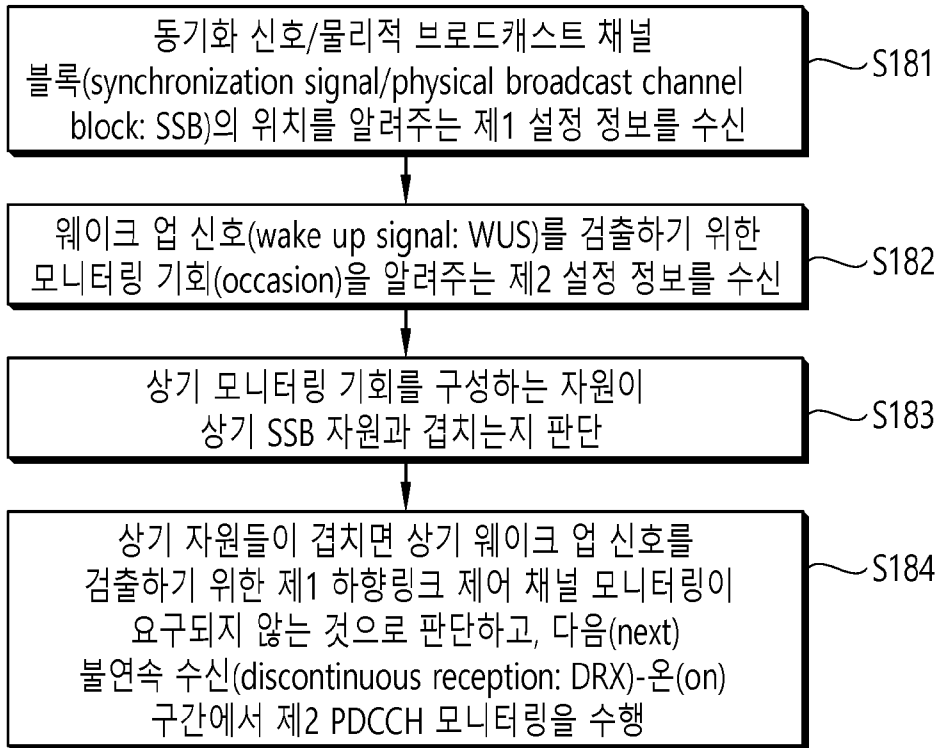 동기화 신호/물리적 브로드캐스트 채널
블록(synchronization signal/physical broadcast channel
block: SSB)의 위치를 알려주는 제1 설정 정보를 수신
S181
웨이크 업 신호(wake up signal: WUS)를 검출하기 위한
모니터링 기회(occasion)을 알려주는 제2 설정 정보를 수신
S182
상기 모니터링 기회를 구성하는 자원이
상기 SSB 자원과 겹치는지 판단
S183
상기 자원들이 겹치면 상기 웨이크 업 신호를
검출하기 위한 제1 하향링크 제어 채널 모니터링이
요구되지 않는 것으로 판단하고, 다음(next)
불연속 수신(discontinuous reception: DRX)-온(on)
구간에서 제2 PDCCH 모니터링을 수행
S184